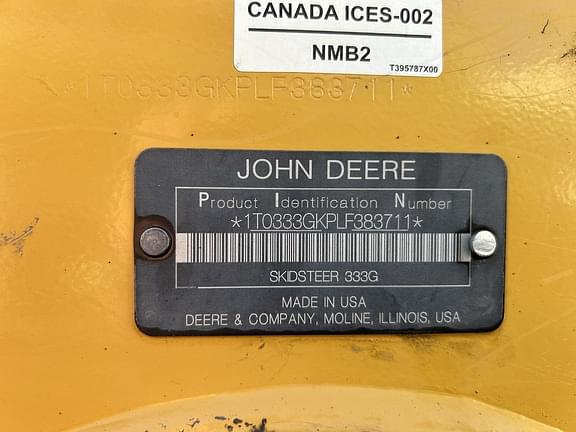 CANADA ICES-002
NMB2
T395787X00
*1T0333GKPLF383711*
JOHN DEERE
Product Identification Number
*1T0333GKPLF383711*
SKIDSTEER 333G
MADE IN USA
DEERE & COMPANY, MOLINE, ILLINOIS, USA